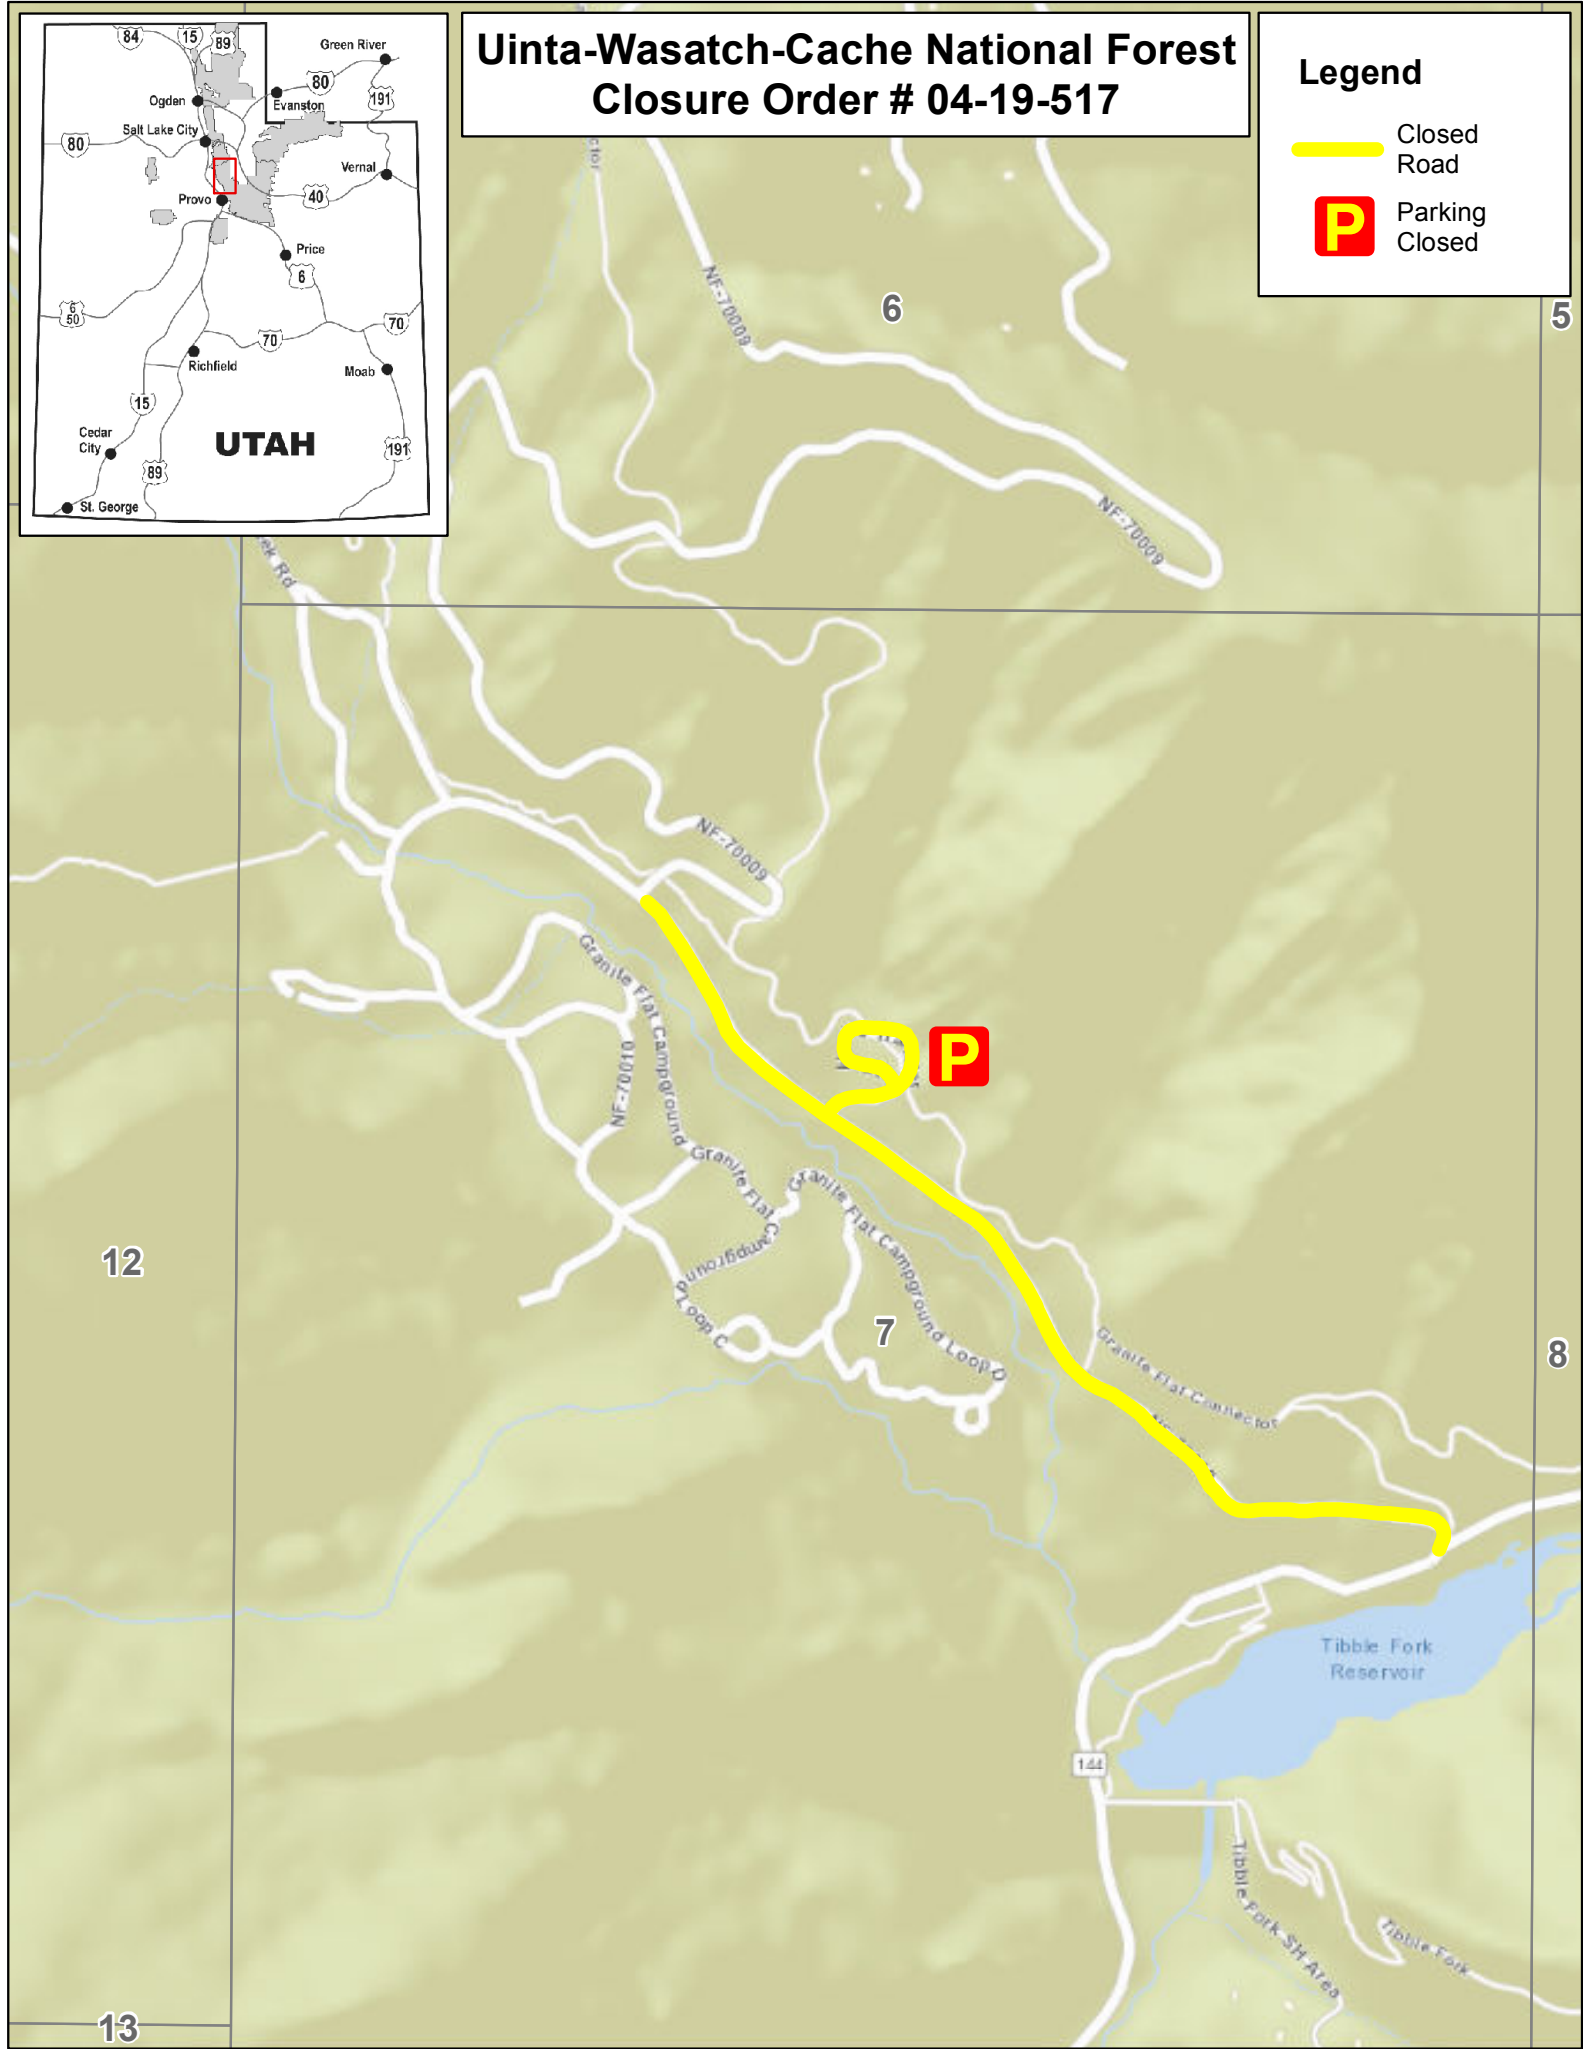 Uinta-Wasatch-Cache National Forest
Closure Order # 04-19-517
Legend
Closed
Road
Parking
Closed
P
84
15
89
Green River
80
Evanston
191
Ogden
Salt Lake City
80
Vernal
40
Provo
Price
6
6
50
70
70
Richfield
Moab
15
Cedar
City
UTAH
191
89
St. George
ctor
NF-70009
6
5
NF-70009
ek Rd
NF-70009
Granite Flat Campground
P
NF-70010
Granite Flat Campground Loop C
Granite Flat Campground Loop D
12
7
8
Granite Flat Connector
Tibble Fork
Reservoir
144
Tibble Fork SH Area
Tibble Fork
13